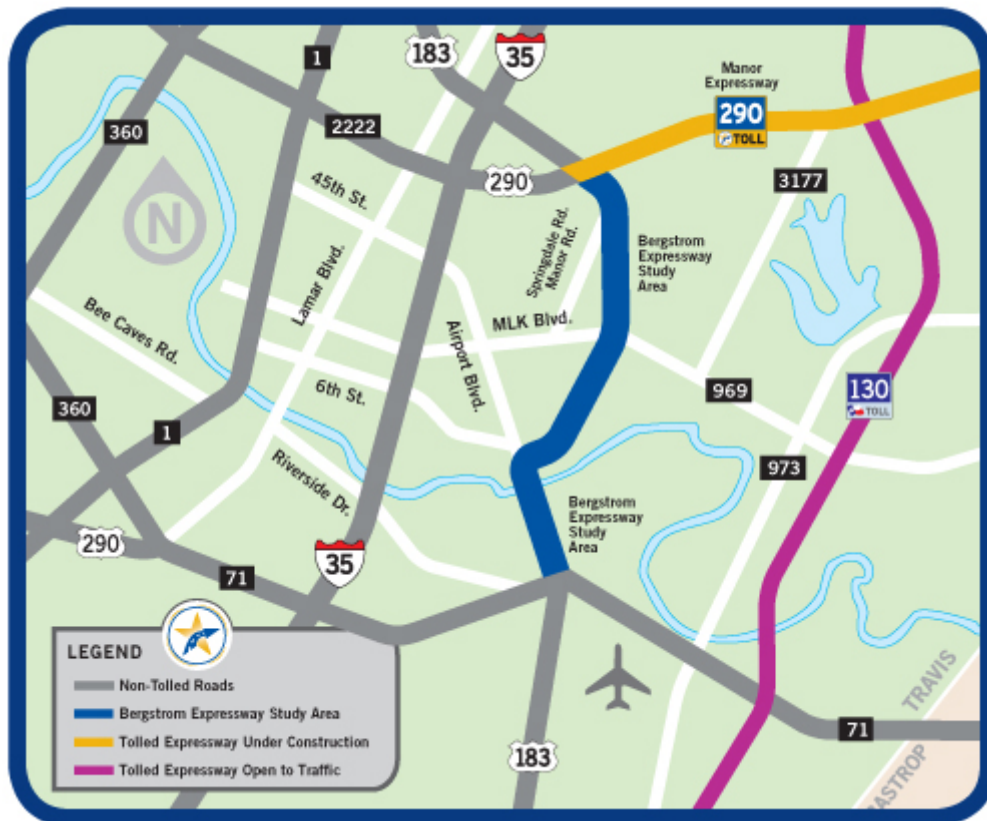 1
183
35
Manor
Expressway
290
TOLL
360
2222
290
3177
45th St.
N
Springdale Rd.
Manor Rd.
Bergstrom
Expressway
Study
Area
Lamar Blvd.
MLK Blvd.
Airport Blvd.
Bee Caves Rd.
6th St.
969
130
TOLL
360
1
973
Riverside Dr.
Bergstrom
Expressway
Study
Area
290
35
71
LEGEND
Non-Tolled Roads
Bergstrom Expressway Study Area
Tolled Expressway Under Construction
Tolled Expressway Open to Traffic
183
71
TRAVIS
BASTROP